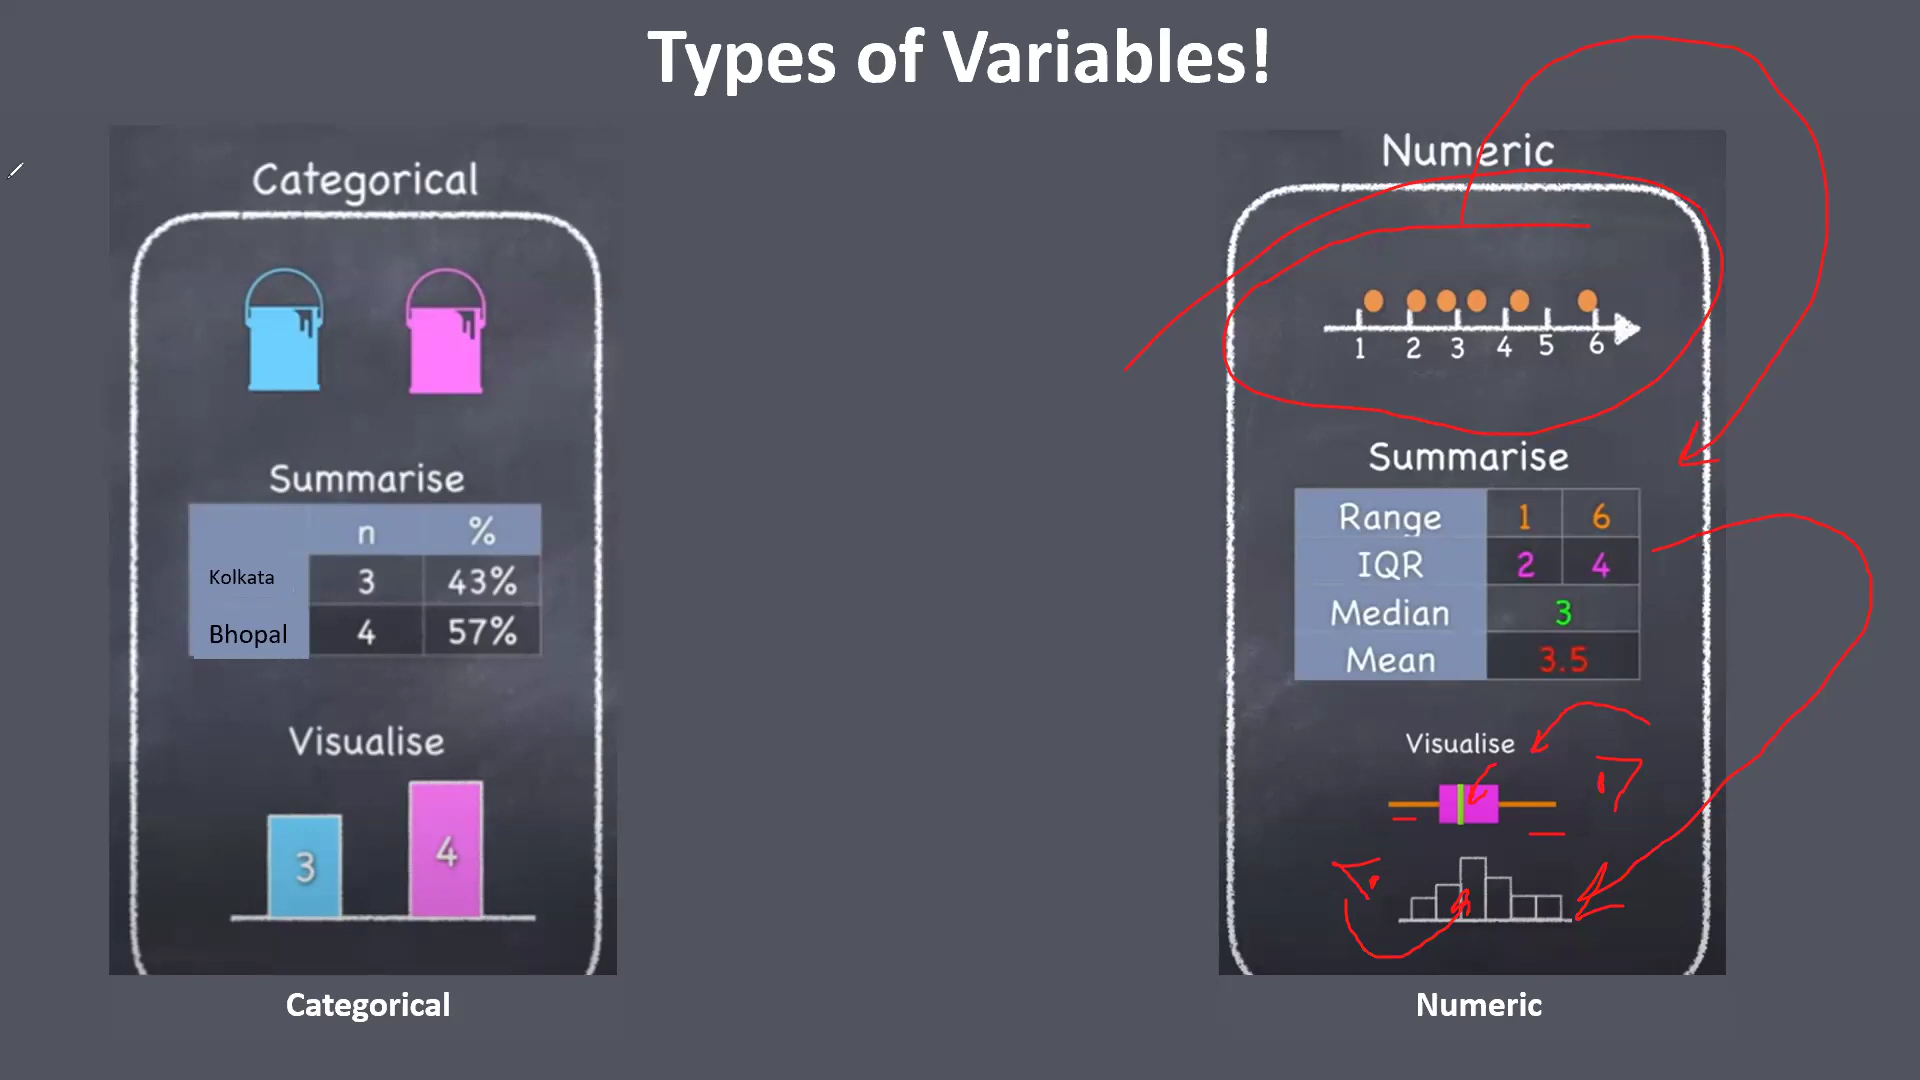 Types of Variables!
Categorical
Summarise
n %
Kolkata 3 43%
Bhopal 4 57%
Visualise
3 4
Categorical
Numeric
1 2 3 4 5 6
Summarise
Range 1 6
IQR 2 4
Median 3
Mean 3.5
Visualise
Numeric